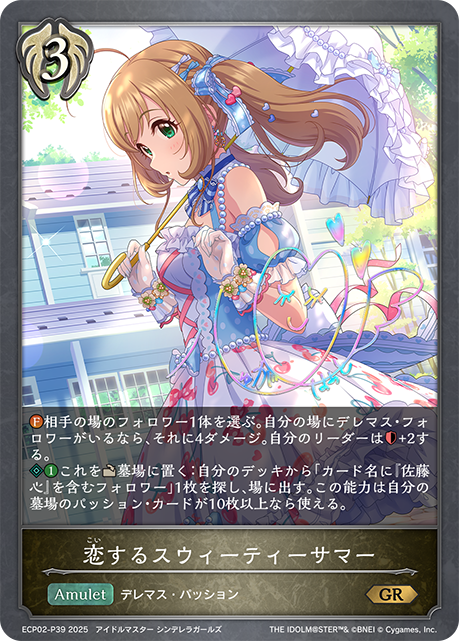 3
F相手の場のフォロワー1体を選ぶ。自分の場にデレマス・フォ
ロワーがいるなら、それに4ダメージ。自分のリーダーは+2す
る。
1これを墓場に置く:自分のデッキから「カード名に『佐藤
心』を含むフォロワー」1枚を探し、場に出す。この能力は自分の
墓場のパッション・カードが10枚以上なら使える。
こい
恋するスウィーティーサマー
Amulet デレマス・パッション GR
ECP02-P39 2025 アイドルマスター シンデレラガールズ THE IDOLM@STER™& ©BNEI © Cygames, Inc.